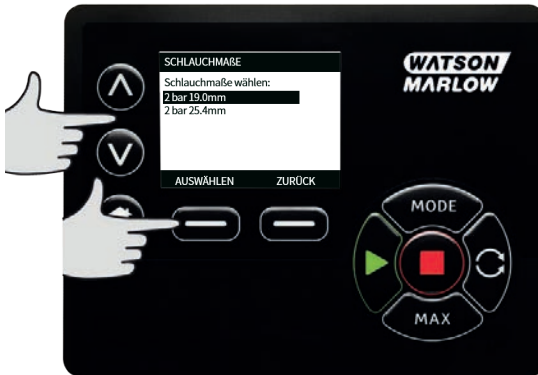 SCHLAUCHMAẞE
Schlauchmaße wählen:
2 bar 19.0mm
2 bar 25.4mm
AUSWÄHLEN ZURÜCK
WATSON
MARLOW
MODE
MAX